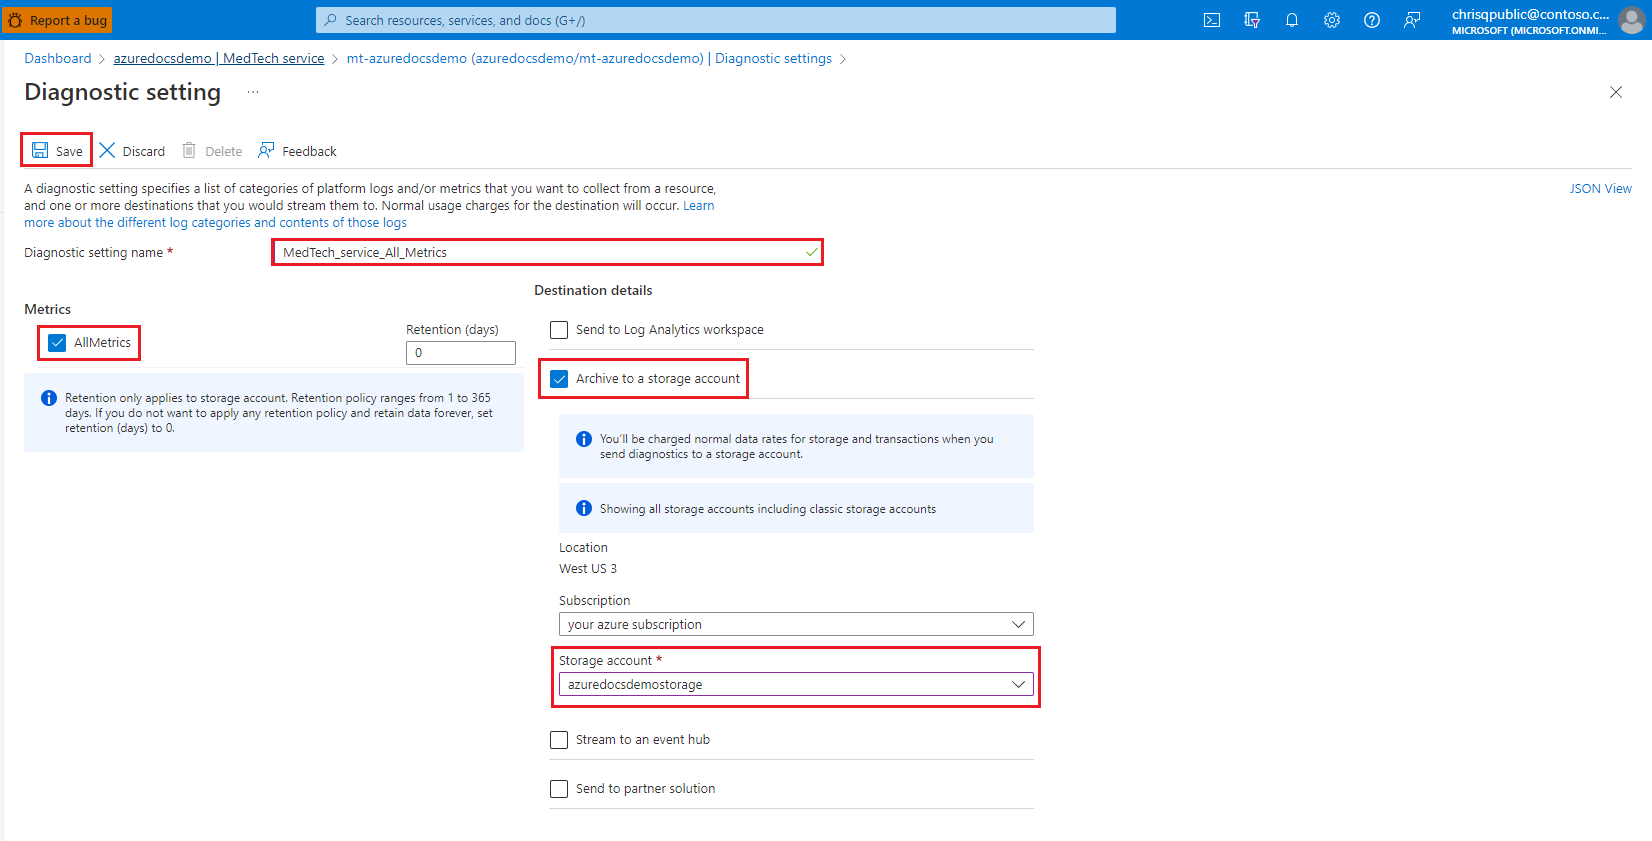 Report a bug
Search resources, services, and docs (G+/)
chrisqpublic@contoso.c...
MICROSOFT (MICROSOFT.ONMI...
Dashboard > azuredocsdemo | MedTech service > mt-azuredocsdemo (azuredocsdemo/mt-azuredocsdemo) | Diagnostic settings >
Diagnostic setting ...
Save Discard Delete Feedback
A diagnostic setting specifies a list of categories of platform logs and/or metrics that you want to collect from a resource,
and one or more destinations that you would stream them to. Normal usage charges for the destination will occur. Learn
more about the different log categories and contents of those logs
JSON View
Diagnostic setting name *
MedTech_service_All_Metrics
Metrics
AllMetrics
Retention (days)
0
Retention only applies to storage account. Retention policy ranges from 1 to 365
days. If you do not want to apply any retention policy and retain data forever, set
retention (days) to 0.
Destination details
Send to Log Analytics workspace
Archive to a storage account
You'll be charged normal data rates for storage and transactions when you
send diagnostics to a storage account.
Showing all storage accounts including classic storage accounts
Location
West US 3
Subscription
your azure subscription
Storage account *
azuredocsdemostorage
Stream to an event hub
Send to partner solution